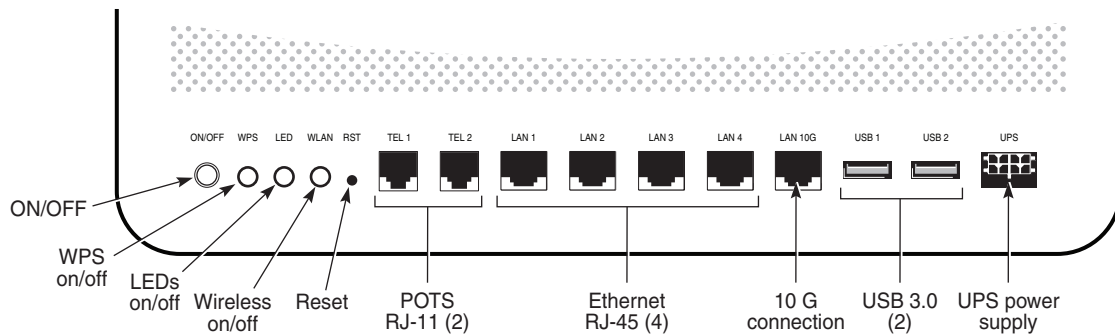 ON/OFF WPS LED WLAN RST TEL 1 TEL 2 LAN 1 LAN 2 LAN 3 LAN 4 LAN 10G USB 1 USB 2 UPS
ON/OFF
WPS
on/off
LEDs
on/off
Wireless
on/off
Reset
POTS
RJ-11 (2)
Ethernet
RJ-45 (4)
10 G
connection
USB 3.0
(2)
UPS power
supply